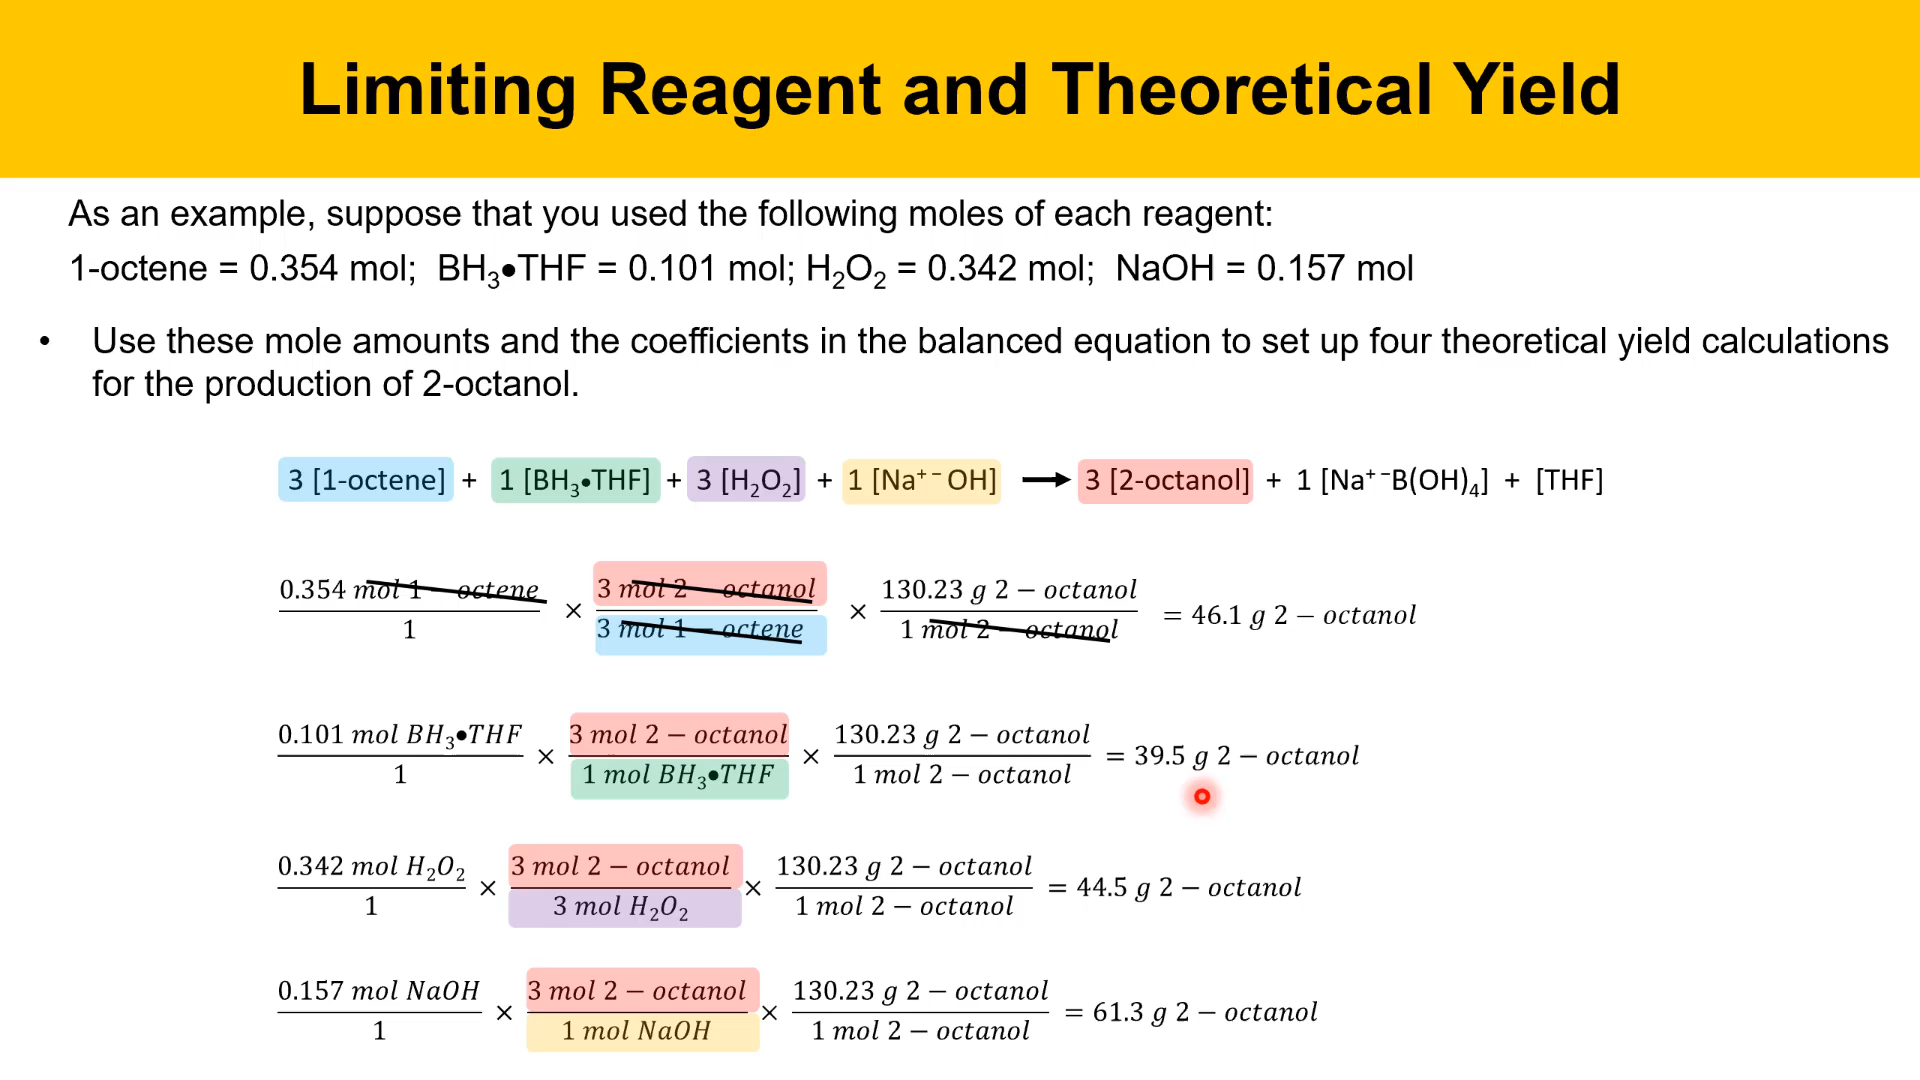 Limiting Reagent and Theoretical Yield
As an example, suppose that you used the following moles of each reagent:
1-octene = 0.354 mol; BH₃•THF = 0.101 mol; H₂O₂ = 0.342 mol; NaOH = 0.157 mol
• Use these mole amounts and the coefficients in the balanced equation to set up four theoretical yield calculations
for the production of 2-octanol.
3 [1-octene] + 1 [BH₃•THF] + 3 [H₂O₂] + 1 [Na⁺⁻OH] ⟶ 3 [2-octanol] + 1 [Na⁺⁻B(OH)₄] + [THF]
0.354 mol 1 − octene / 1 × 3 mol 2 − octanol / 3 mol 1 − octene × 130.23 g 2 − octanol / 1 mol 2 − octanol = 46.1 g 2 − octanol
0.101 mol BH₃•THF / 1 × 3 mol 2 − octanol / 1 mol BH₃•THF × 130.23 g 2 − octanol / 1 mol 2 − octanol = 39.5 g 2 − octanol
0.342 mol H₂O₂ / 1 × 3 mol 2 − octanol / 3 mol H₂O₂ × 130.23 g 2 − octanol / 1 mol 2 − octanol = 44.5 g 2 − octanol
0.157 mol NaOH / 1 × 3 mol 2 − octanol / 1 mol NaOH × 130.23 g 2 − octanol / 1 mol 2 − octanol = 61.3 g 2 − octanol